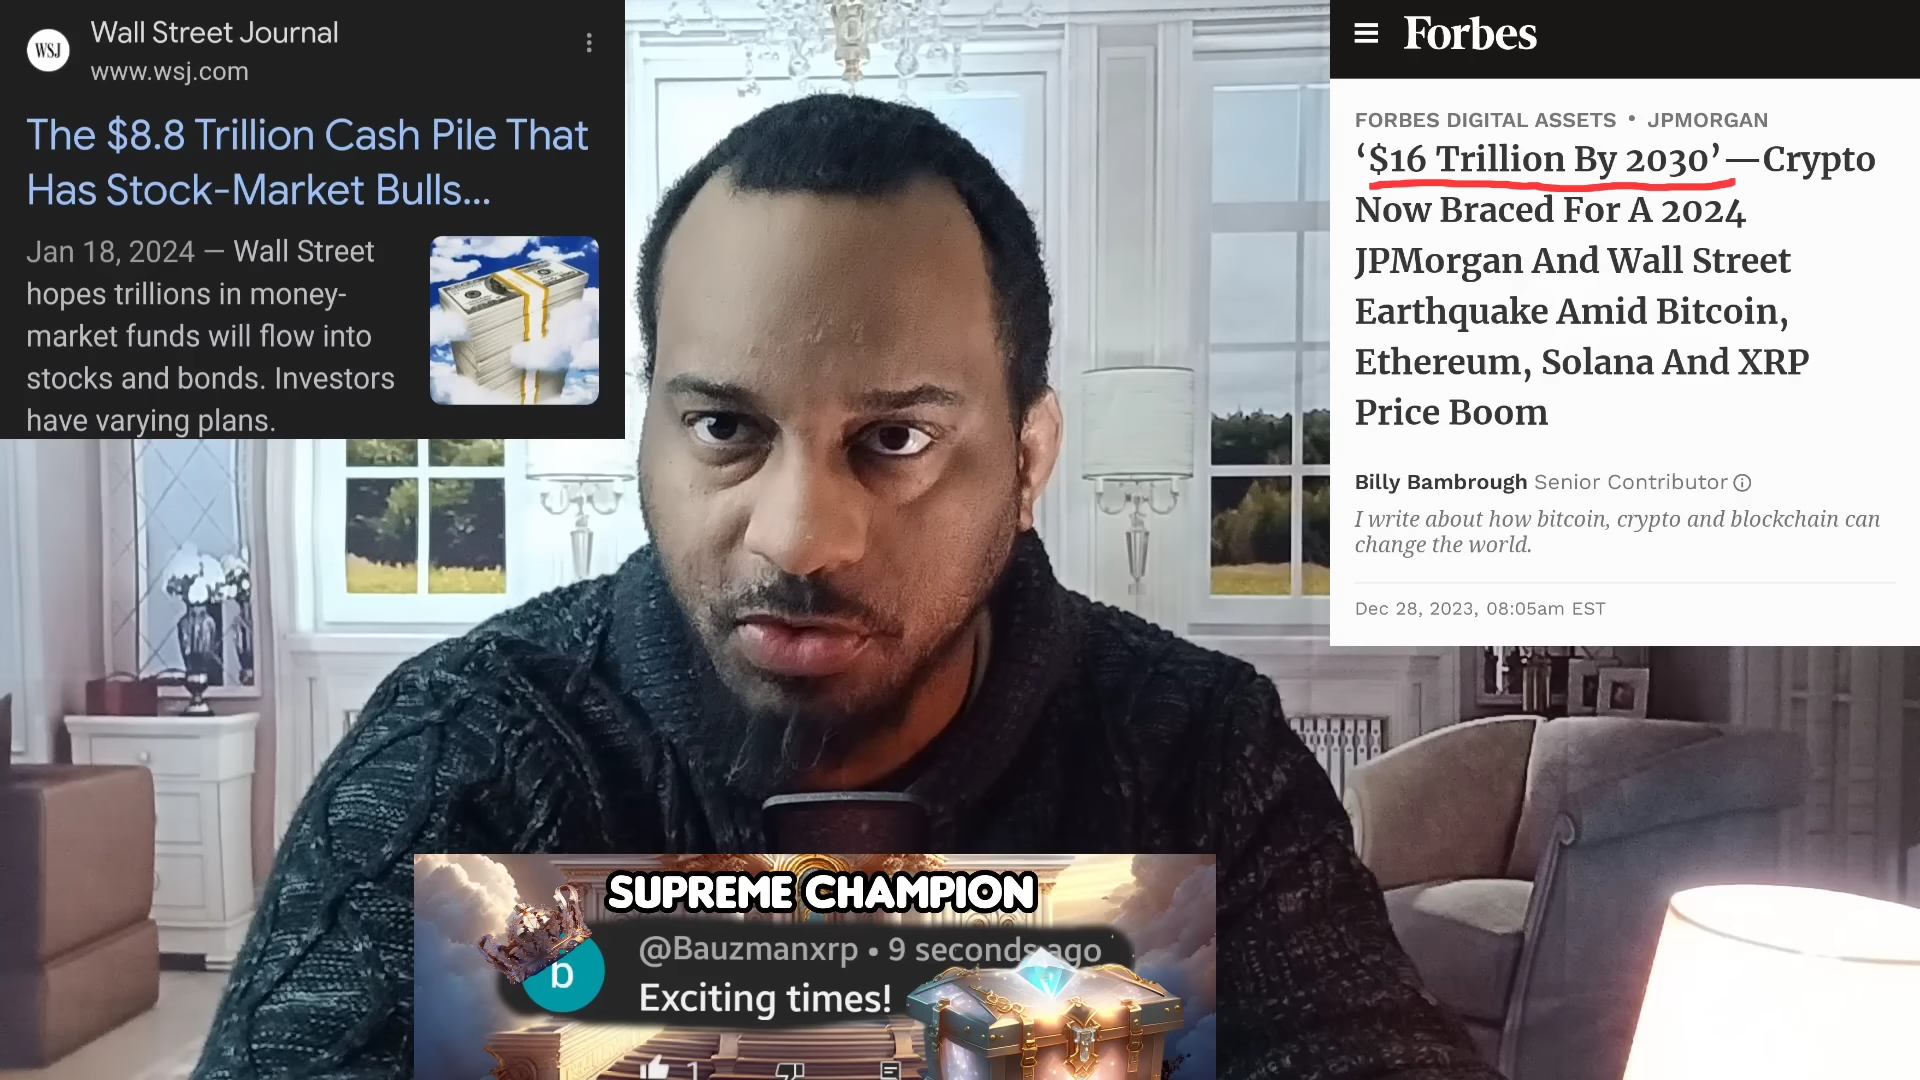 WSJ
Wall Street Journal
www.wsj.com
The $8.8 Trillion Cash Pile That
Has Stock-Market Bulls...
Jan 18, 2024 — Wall Street
hopes trillions in money-
market funds will flow into
stocks and bonds. Investors
have varying plans.
Forbes
FORBES DIGITAL ASSETS • JPMORGAN
‘$16 Trillion By 2030’—Crypto
Now Braced For A 2024
JPMorgan And Wall Street
Earthquake Amid Bitcoin,
Ethereum, Solana And XRP
Price Boom
Billy Bambrough Senior Contributor
I write about how bitcoin, crypto and blockchain can
change the world.
Dec 28, 2023, 08:05am EST
SUPREME CHAMPION
b
@Bauzmanxrp • 9 seconds ago
Exciting times!
1